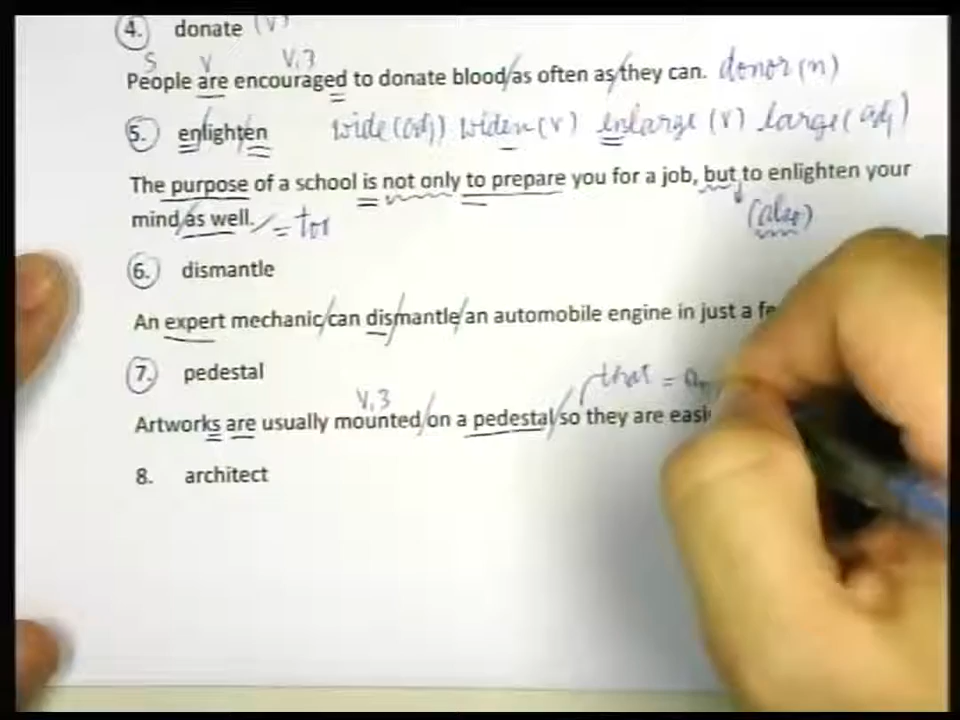 4. donate (v)
S V V.3
People are encouraged to donate blood/as often as/they can. donor (n)
5. enlighten wide (adj) widen (v) enlarge (v) large (adj)
The purpose of a school is not only to prepare you for a job, but to enlighten your
(also)
mind/as well. = too
6. dismantle
An expert mechanic/can dismantle/an automobile engine in just a
7. pedestal
V.3 that =
Artworks are usually mounted/on a pedestal/so they are
8. architect